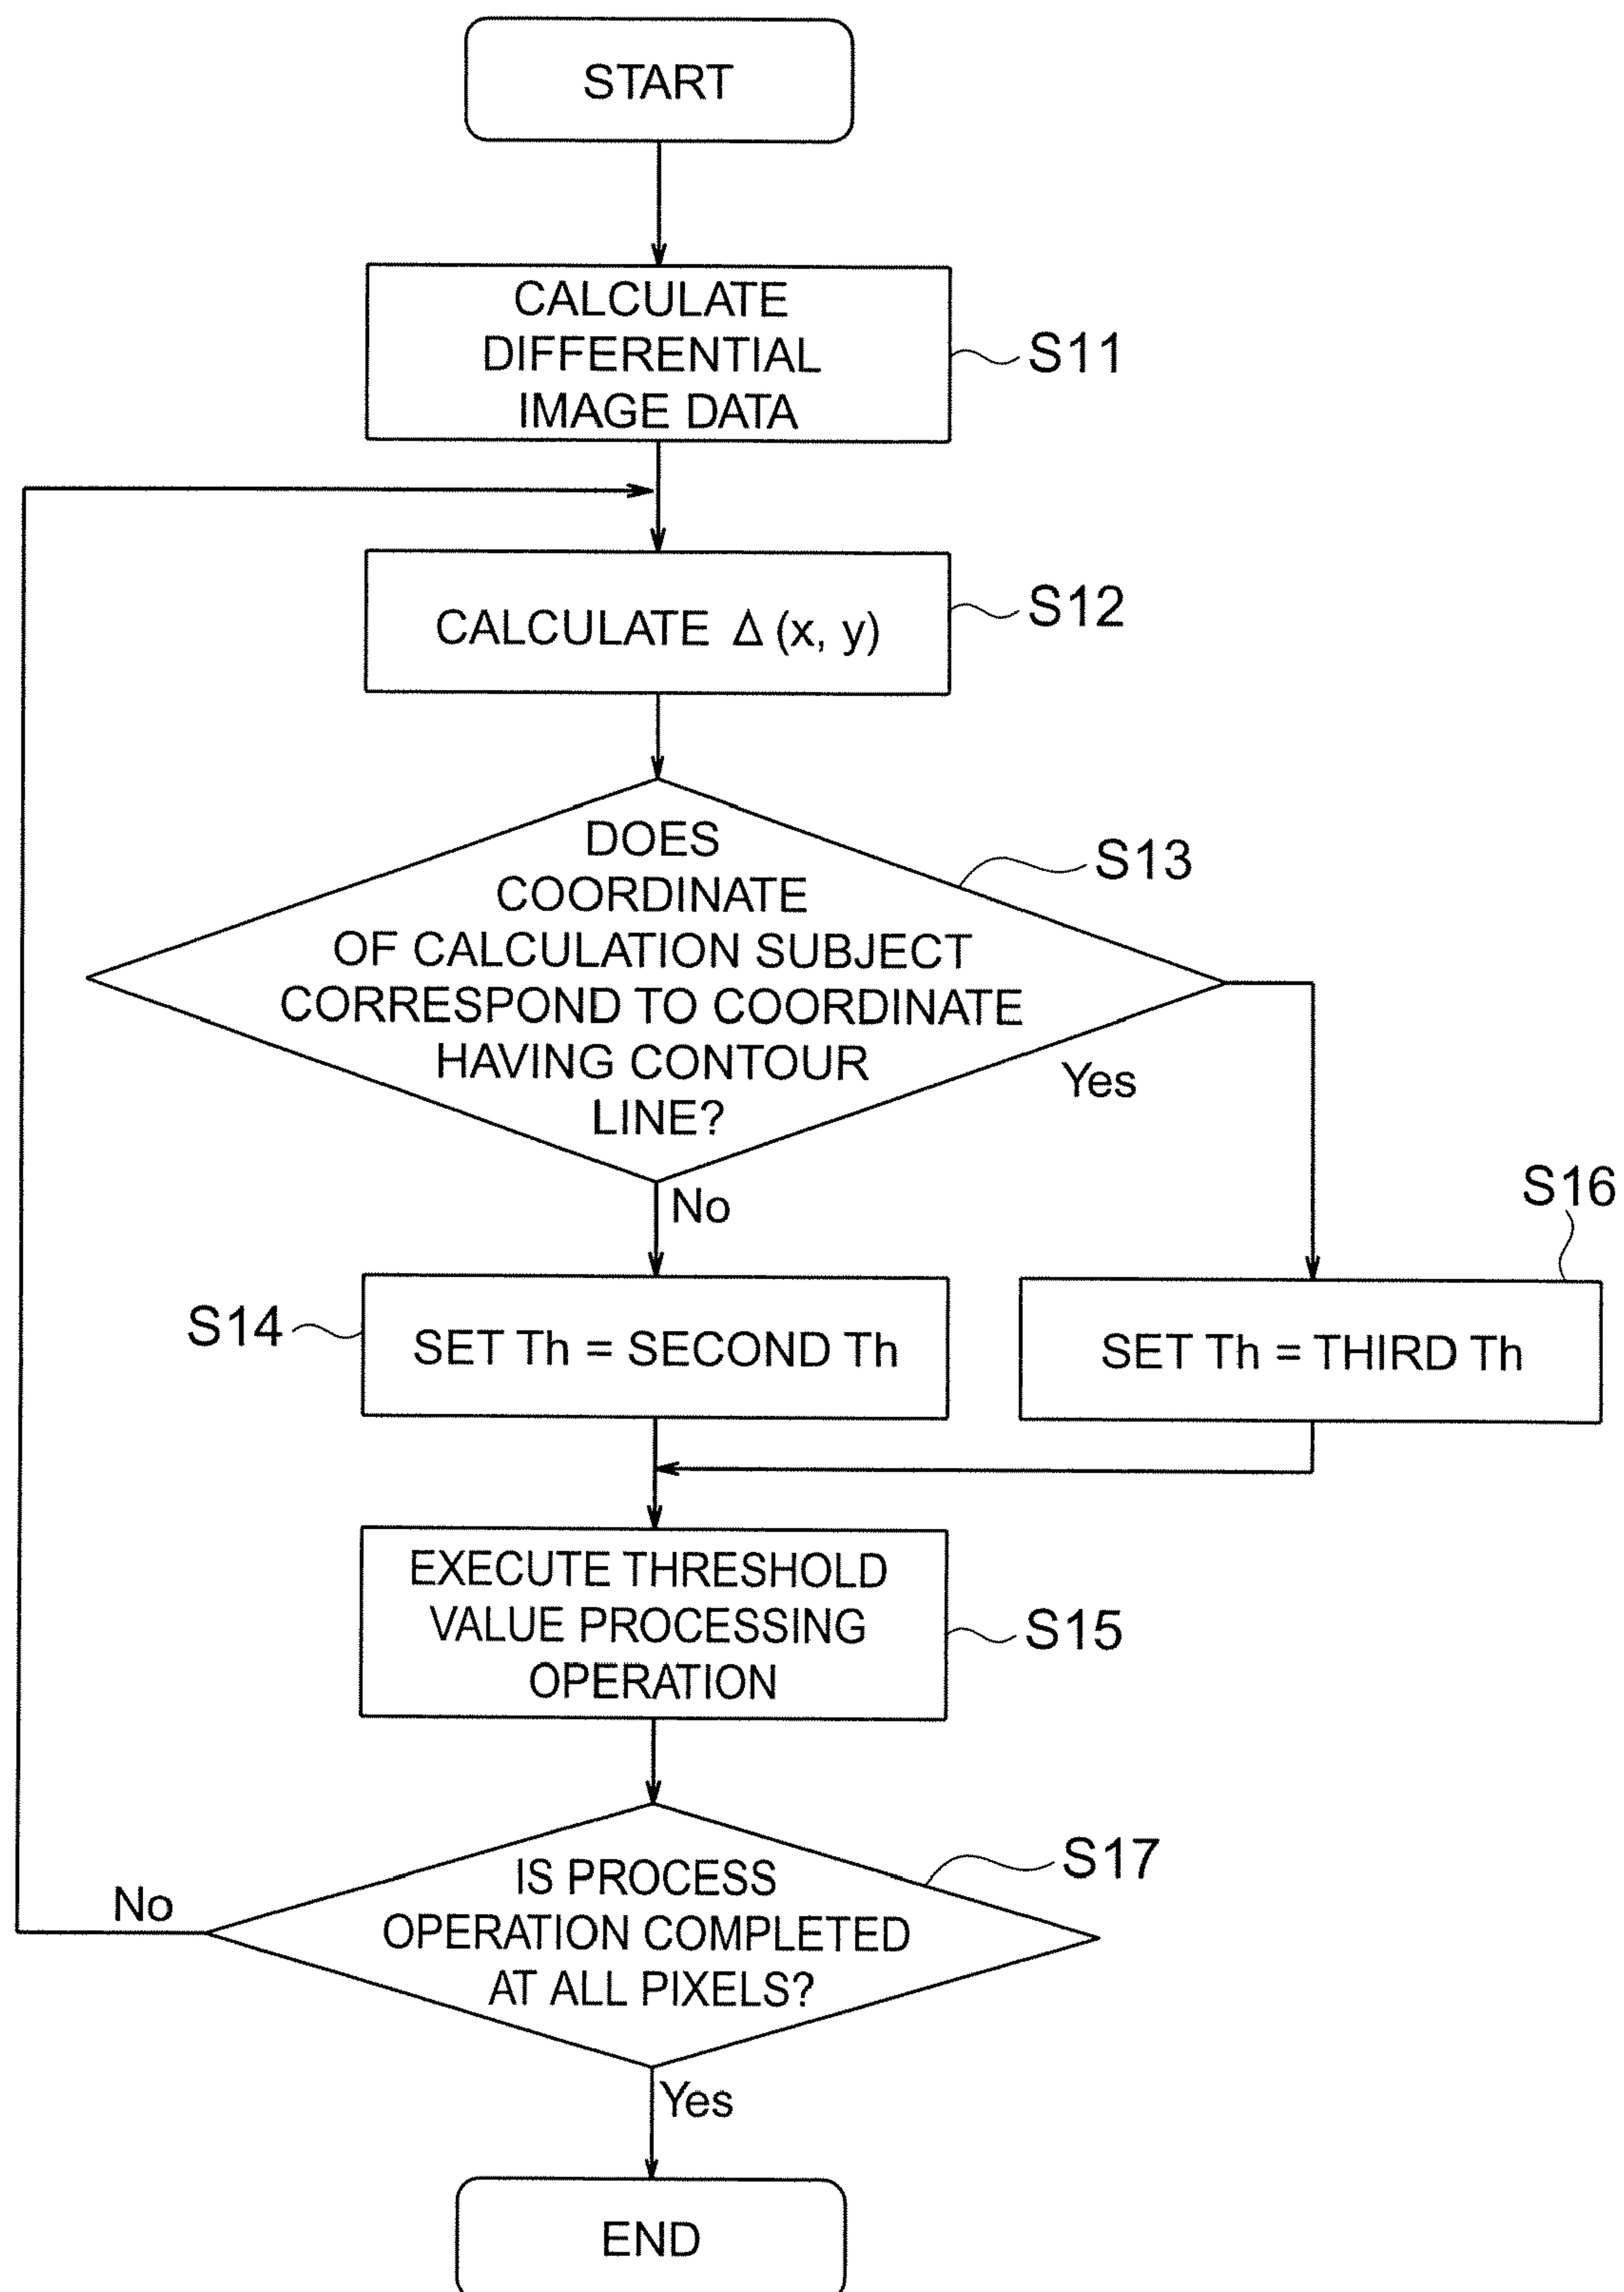 START
CALCULATE
DIFFERENTIAL
IMAGE DATA
S11
CALCULATE Δ (x, y)
S12
DOES
COORDINATE
OF CALCULATION SUBJECT
CORRESPOND TO COORDINATE
HAVING CONTOUR
LINE?
S13
Yes
No
S14
SET Th = SECOND Th
S16
SET Th = THIRD Th
EXECUTE THRESHOLD
VALUE PROCESSING
OPERATION
S15
IS PROCESS
OPERATION COMPLETED
AT ALL PIXELS?
S17
No
Yes
END